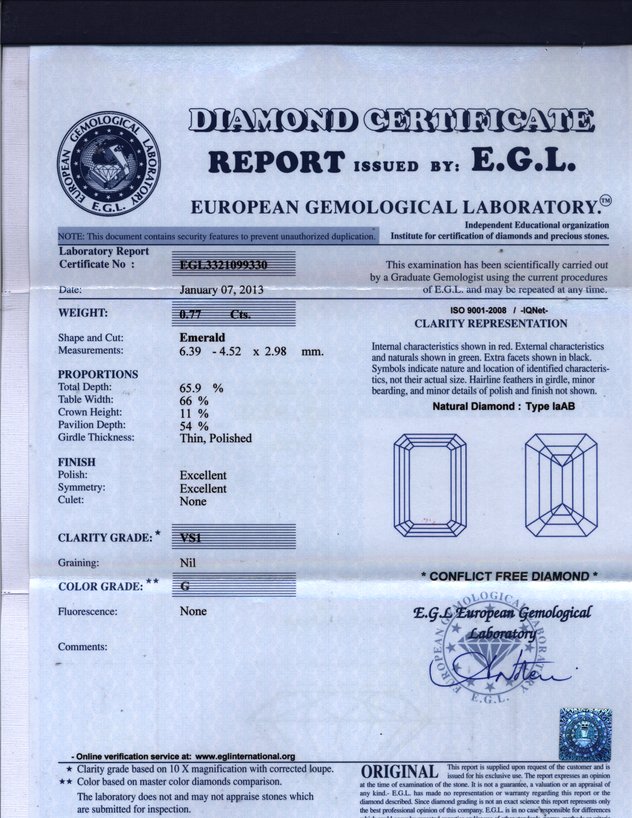 EUROPEAN GEMOLOGICAL LABORATORY
E.G.L.
DIAMOND CERTIFICATE
REPORT ISSUED BY: E.G.L.
EUROPEAN GEMOLOGICAL LABORATORY.™
Independent Educational organization
Institute for certification of diamonds and precious stones.
NOTE: This document contains security features to prevent unauthorized duplication.
Laboratory Report
Certificate No : EGL3321099330
Date: January 07, 2013
WEIGHT: 0.77 Cts.
Shape and Cut: Emerald
Measurements: 6.39 - 4.52 x 2.98 mm.
PROPORTIONS
Total Depth: 65.9 %
Table Width: 66 %
Crown Height: 11 %
Pavilion Depth: 54 %
Girdle Thickness: Thin, Polished
FINISH
Polish: Excellent
Symmetry: Excellent
Culet: None
CLARITY GRADE: * VS1
Graining: Nil
COLOR GRADE: ** G
Fluorescence: None
Comments:
- Online verification service at: www.eglinternational.org
★ Clarity grade based on 10 X magnification with corrected loupe.
★★ Color based on master color diamonds comparison.
The laboratory does not and may not appraise stones which
are submitted for inspection.
This examination has been scientifically carried out
by a Graduate Gemologist using the current procedures
of E.G.L. and may be repeated at any time.
ISO 9001-2008 / -IQNet-
CLARITY REPRESENTATION
Internal characteristics shown in red. External characteristics
and naturals shown in green. Extra facets shown in black.
Symbols indicate nature and location of identified characteris-
tics, not their actual size. Hairline feathers in girdle, minor
bearding, and minor details of polish and finish not shown.
Natural Diamond : Type IaAB
* CONFLICT FREE DIAMOND *
E.G.L European Gemological
Laboratory
EUROPEAN GEMOLOGICAL LABORATORY
E.G.L.
ORIGINAL
This report is supplied upon request of the customer and is
issued for his exclusive use. The report expresses an opinion
at the time of examination of the stone. It is not a guarantee, a valuation or an appraisal of
any kind.- E.G.L. has made no representation or warranty regarding this report or the
diamond described. Since diamond grading is not an exact science this report represents only
the best professional opinion of this company. E.G.L. is in no case responsible for differences